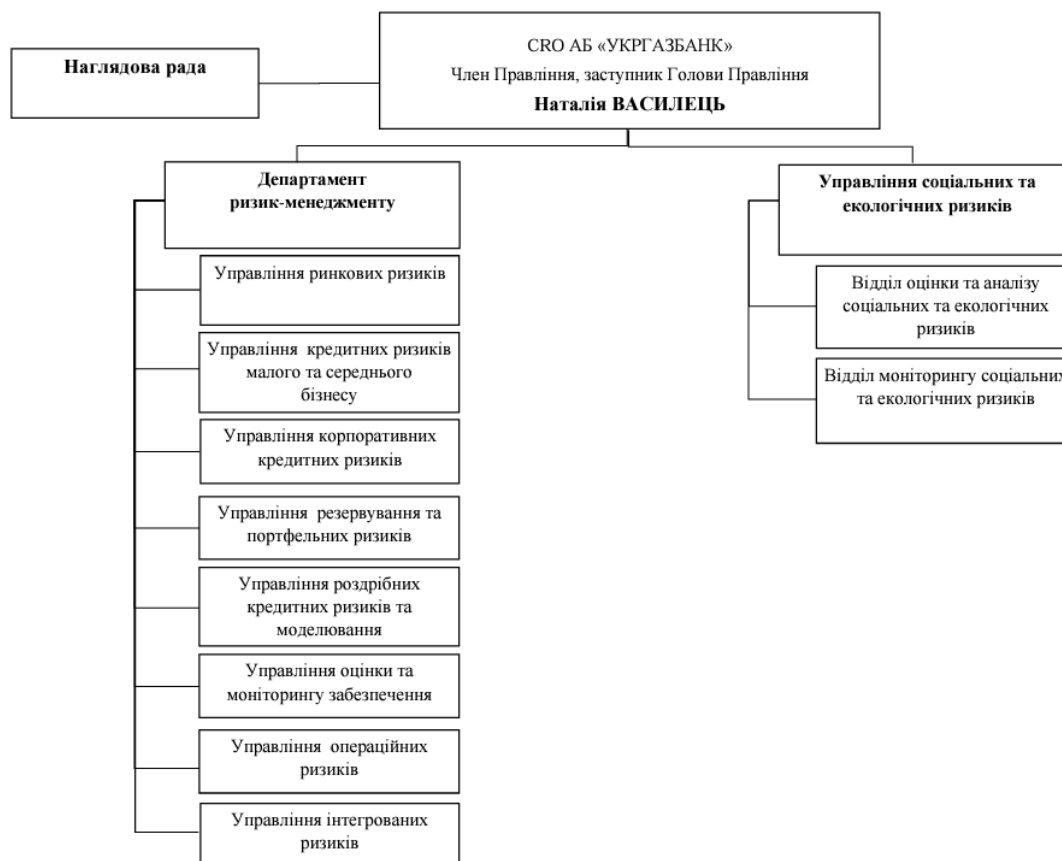 Наглядова рада
CRO АБ «УКРГАЗБАНК»
Член Правління, заступник Голови Правління
Наталія ВАСИЛЕЦЬ
Департамент
ризик-менеджменту
Управління ринкових ризиків
Управління кредитних ризиків
малого та середнього
бізнесу
Управління корпоративних
кредитних ризиків
Управління резервування та
портфельних ризиків
Управління роздрібних
кредитних ризиків та
моделювання
Управління оцінки та
моніторингу забезпечення
Управління операційних
ризиків
Управління інтегрованих
ризиків
Управління соціальних та
екологічних ризиків
Відділ оцінки та аналізу
соціальних та екологічних
ризиків
Відділ моніторингу соціальних
та екологічних ризиків